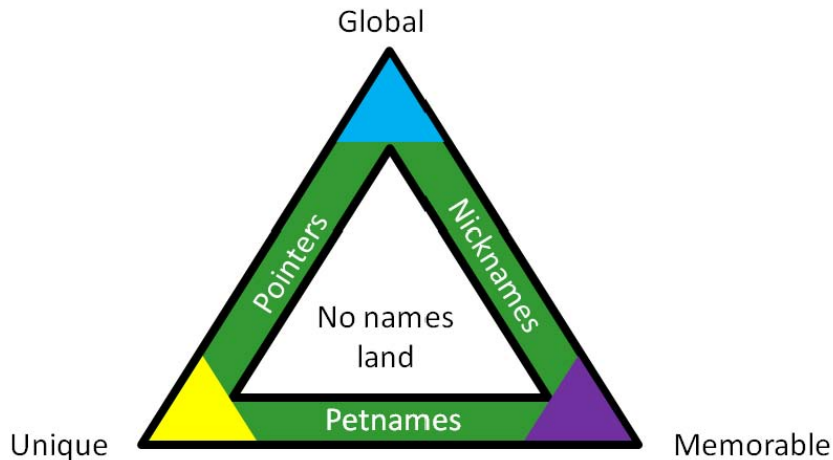 Global
Pointers
Nicknames
No names
land
Petnames
Unique
Memorable